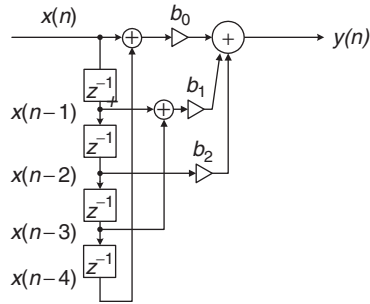 x(n) + b₀ + y(n)
z⁻¹
x(n−1) + b₁
z⁻¹
x(n−2) b₂
z⁻¹
x(n−3)
z⁻¹
x(n−4)